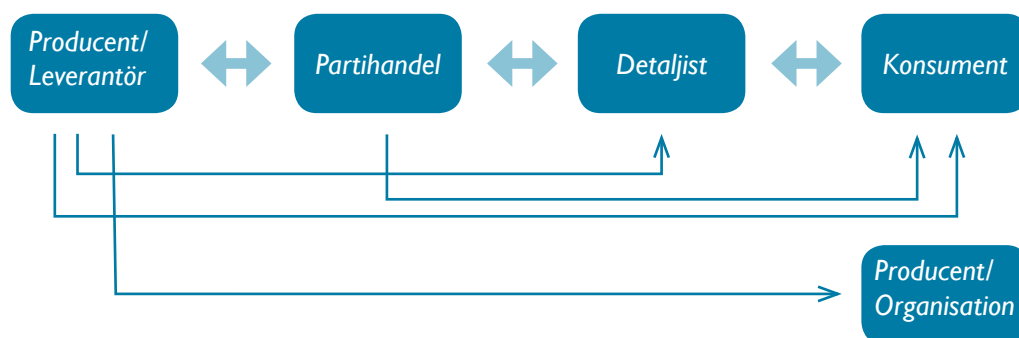 Producent/
Leverantör
Partihandel
Detaljist
Konsument
Producent/
Organisation